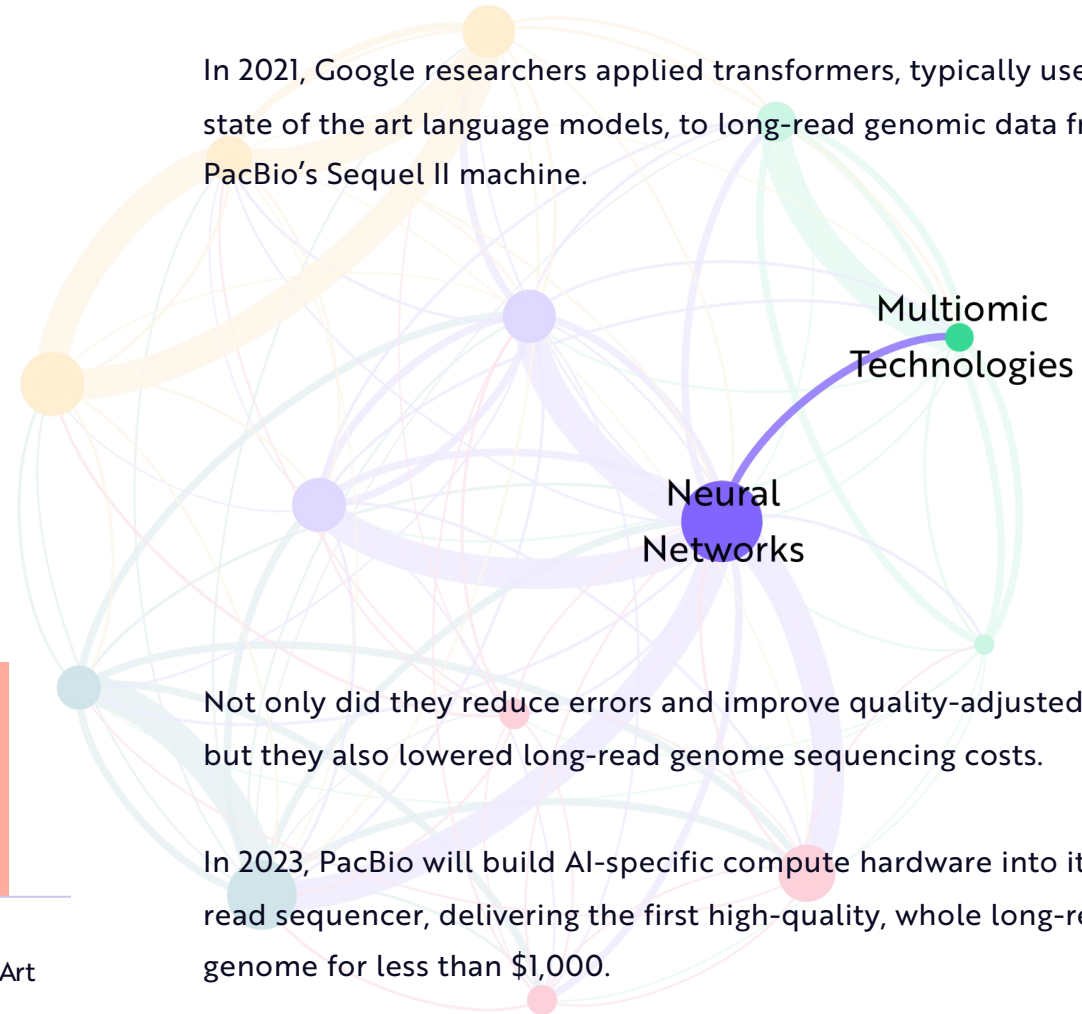 In 2021, Google researchers applied transformers, typically use
state of the art language models, to long-read genomic data fr
PacBio's Sequel II machine.
Multiomic
Technologies
Neural
Networks
Not only did they reduce errors and improve quality-adjusted
but they also lowered long-read genome sequencing costs.
In 2023, PacBio will build AI-specific compute hardware into it
read sequencer, delivering the first high-quality, whole long-re
genome for less than $1,000.
Art